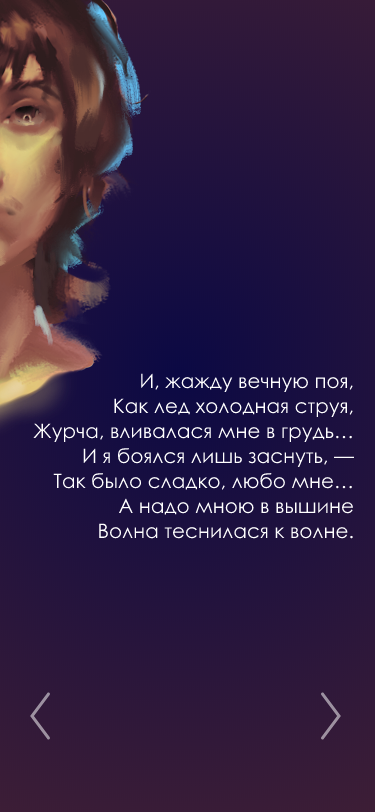 И, жажду вечную поя,
Как лед холодная струя,
Журча, вливалася мне в грудь...
И я боялся лишь заснуть, —
Так было сладко, любо мне...
А надо мною в вышине
Волна теснилася к волне.